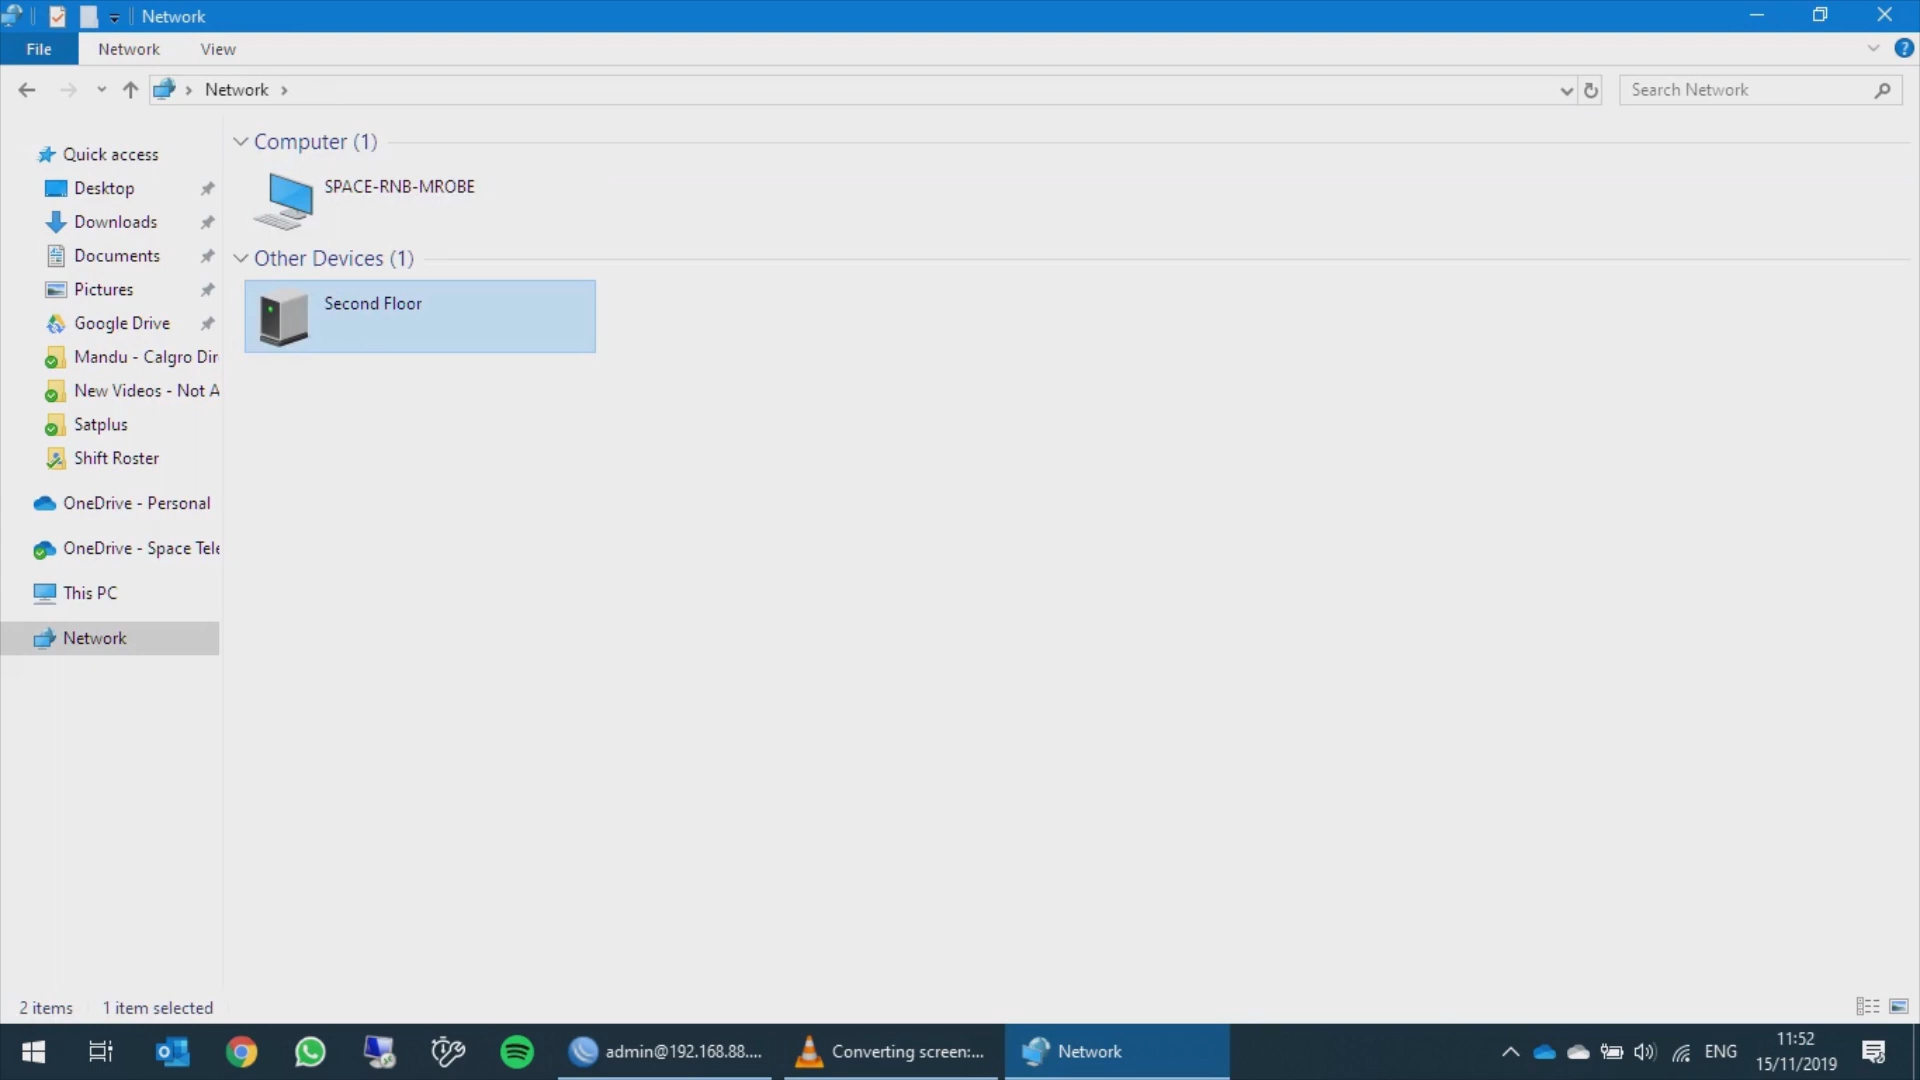 Network
File
Network
View
Network
Search Network
Quick access
Desktop
Downloads
Documents
Pictures
Google Drive
Mandu - Calgro Dir
New Videos - Not A
Satplus
Shift Roster
OneDrive - Personal
OneDrive - Space Tele
This PC
Network
Computer (1)
SPACE-RNB-MROBE
Other Devices (1)
Second Floor
2 items
1 item selected
admin@192.168.88....
Converting screen:...
Network
ENG
11:52
15/11/2019